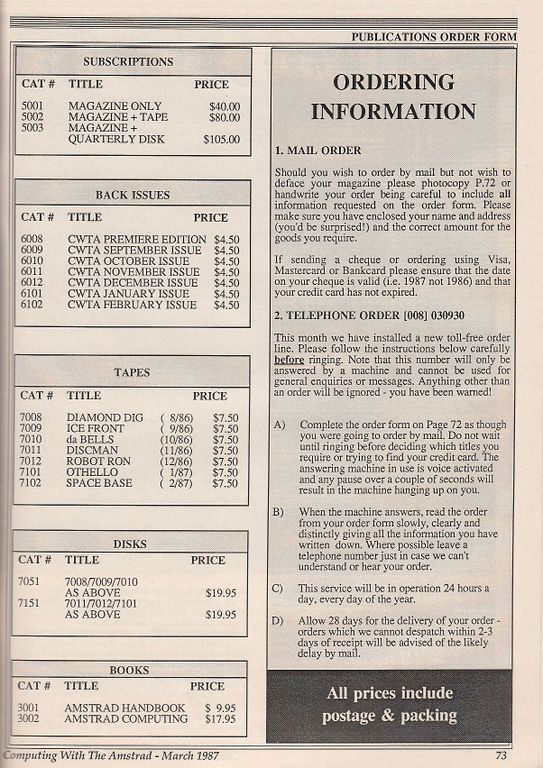 PUBLICATIONS ORDER FORM
SUBSCRIPTIONS
CAT # TITLE PRICE
5001 MAGAZINE ONLY $40.00
5002 MAGAZINE + TAPE $80.00
5003 MAGAZINE +
QUARTERLY DISK $105.00
BACK ISSUES
CAT # TITLE PRICE
6008 CWTA PREMIERE EDITION $4.50
6009 CWTA SEPTEMBER ISSUE $4.50
6010 CWTA OCTOBER ISSUE $4.50
6011 CWTA NOVEMBER ISSUE $4.50
6012 CWTA DECEMBER ISSUE $4.50
6101 CWTA JANUARY ISSUE $4.50
6102 CWTA FEBRUARY ISSUE $4.50
TAPES
CAT # TITLE PRICE
7008 DIAMOND DIG ( 8/86) $7.50
7009 ICE FRONT ( 9/86) $7.50
7010 da BELLS (10/86) $7.50
7011 DISCMAN (11/86) $7.50
7012 ROBOT RON (12/86) $7.50
7101 OTHELLO ( 1/87) $7.50
7102 SPACE BASE ( 2/87) $7.50
DISKS
CAT # TITLE PRICE
7051 7008/7009/7010
AS ABOVE $19.95
7151 7011/7012/7101
AS ABOVE $19.95
BOOKS
CAT # TITLE PRICE
3001 AMSTRAD HANDBOOK $ 9.95
3002 AMSTRAD COMPUTING $17.95
ORDERING
INFORMATION
1. MAIL ORDER
Should you wish to order by mail but not wish to
deface your magazine please photocopy P.72 or
handwrite your order being careful to include all
information requested on the order form. Please
make sure you have enclosed your name and address
(you'd be surprised!) and the correct amount for the
goods you require.
If sending a cheque or ordering using Visa,
Mastercard or Bankcard please ensure that the date
on your cheque is valid (i.e. 1987 not 1986) and that
your credit card has not expired.
2. TELEPHONE ORDER [008] 030930
This month we have installed a new toll-free order
line. Please follow the instructions below carefully
before ringing. Note that this number will only be
answered by a machine and cannot be used for
general enquiries or messages. Anything other than
an order will be ignored - you have been warned!
A) Complete the order form on Page 72 as though
you were going to order by mail. Do not wait
until ringing before deciding which titles you
require or trying to find your credit card. The
answering machine in use is voice activated
and any pause over a couple of seconds will
result in the machine hanging up on you.
B) When the machine answers, read the order
from your order form slowly, clearly and
distinctly giving all the information you have
written down. Where possible leave a
telephone number just in case we can't
understand or hear your order.
C) This service will be in operation 24 hours a
day, every day of the year.
D) Allow 28 days for the delivery of your order -
orders which we cannot despatch within 2-3
days of receipt will be advised of the likely
delay by mail.
All prices include
postage & packing
Computing With The Amstrad - March 1987 73